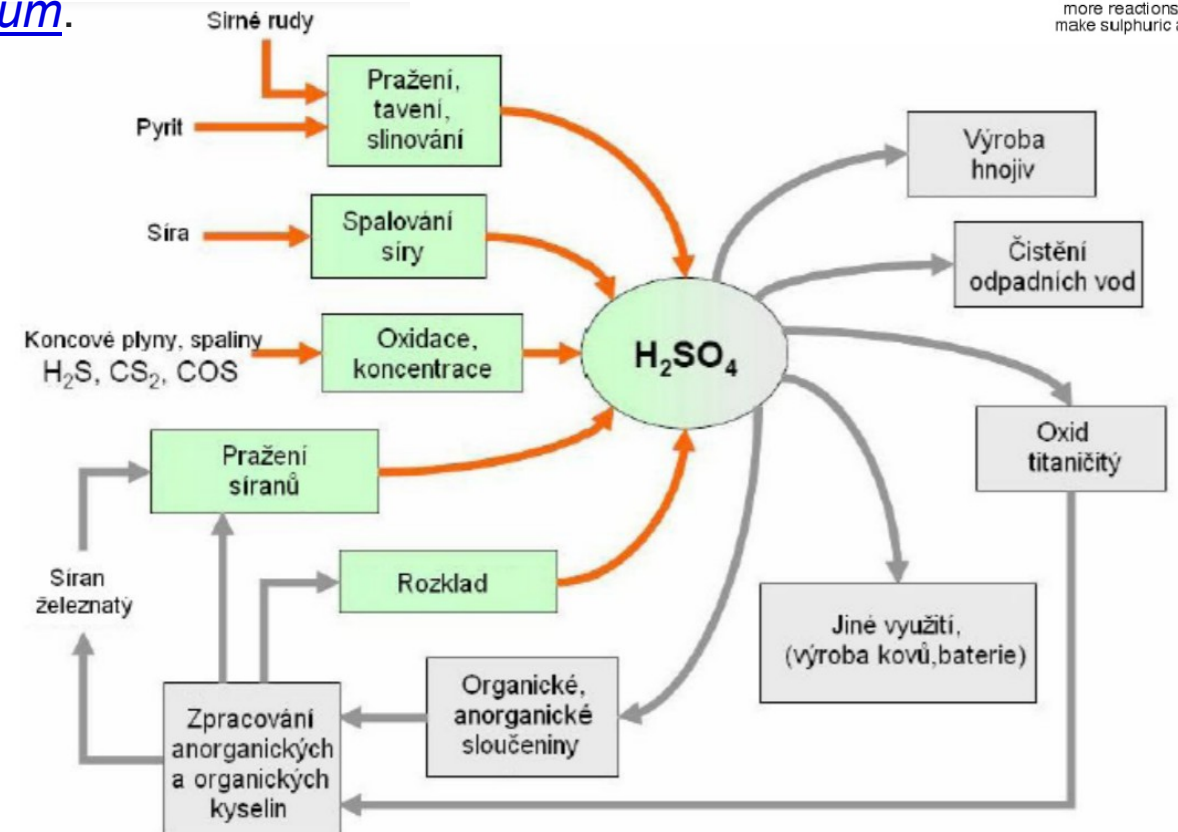 um.
more reactions
make sulphuric a
Sirné rudy
Pražení,
tavení,
slinování
Pyrit
Výroba
hnojiv
Síra
Spalování
síry
Čistění
odpadních vod
Koncové plyny, spaliny
H₂S, CS₂, COS
Oxidace,
koncentrace
H₂SO₄
Oxid
titaničitý
Pražení
síranů
Síran
železnatý
Rozklad
Jiné využití,
(výroba kovů,baterie)
Organické,
anorganické
sloučeniny
Zpracování
anorganických
a organických
kyselin